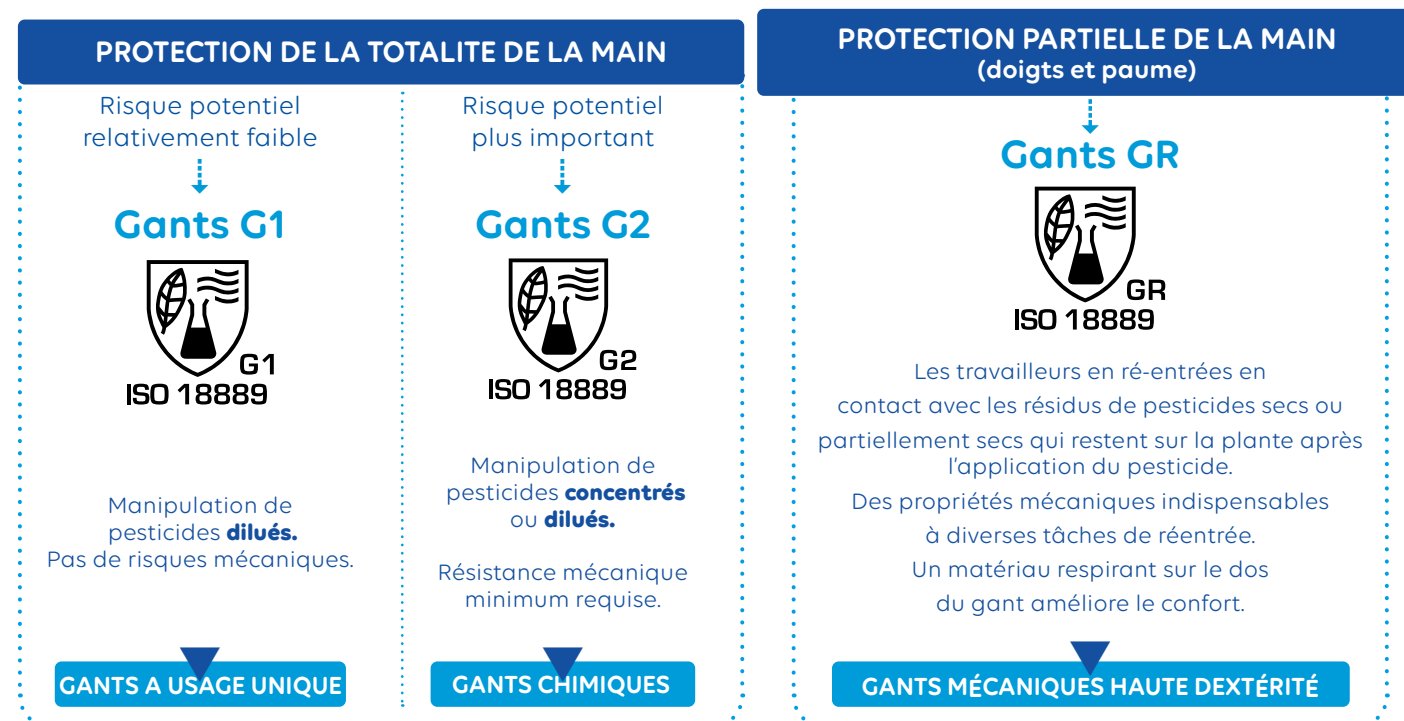 PROTECTION DE LA TOTALITE DE LA MAIN
Risque potentiel
relativement faible
Gants G1
G1
ISO 18889
Manipulation de
pesticides dilués.
Pas de risques mécaniques.
GANTS A USAGE UNIQUE
Risque potentiel
plus important
Gants G2
G2
ISO 18889
Manipulation de
pesticides concentrés
ou dilués.
Résistance mécanique
minimum requise.
GANTS CHIMIQUES
PROTECTION PARTIELLE DE LA MAIN
(doigts et paume)
Gants GR
GR
ISO 18889
Les travailleurs en ré-entrées en
contact avec les résidus de pesticides secs ou
partiellement secs qui restent sur la plante après
l'application du pesticide.
Des propriétés mécaniques indispensables
à diverses tâches de réentrée.
Un matériau respirant sur le dos
du gant améliore le confort.
GANTS MÉCANIQUES HAUTE DEXTÉRITÉ